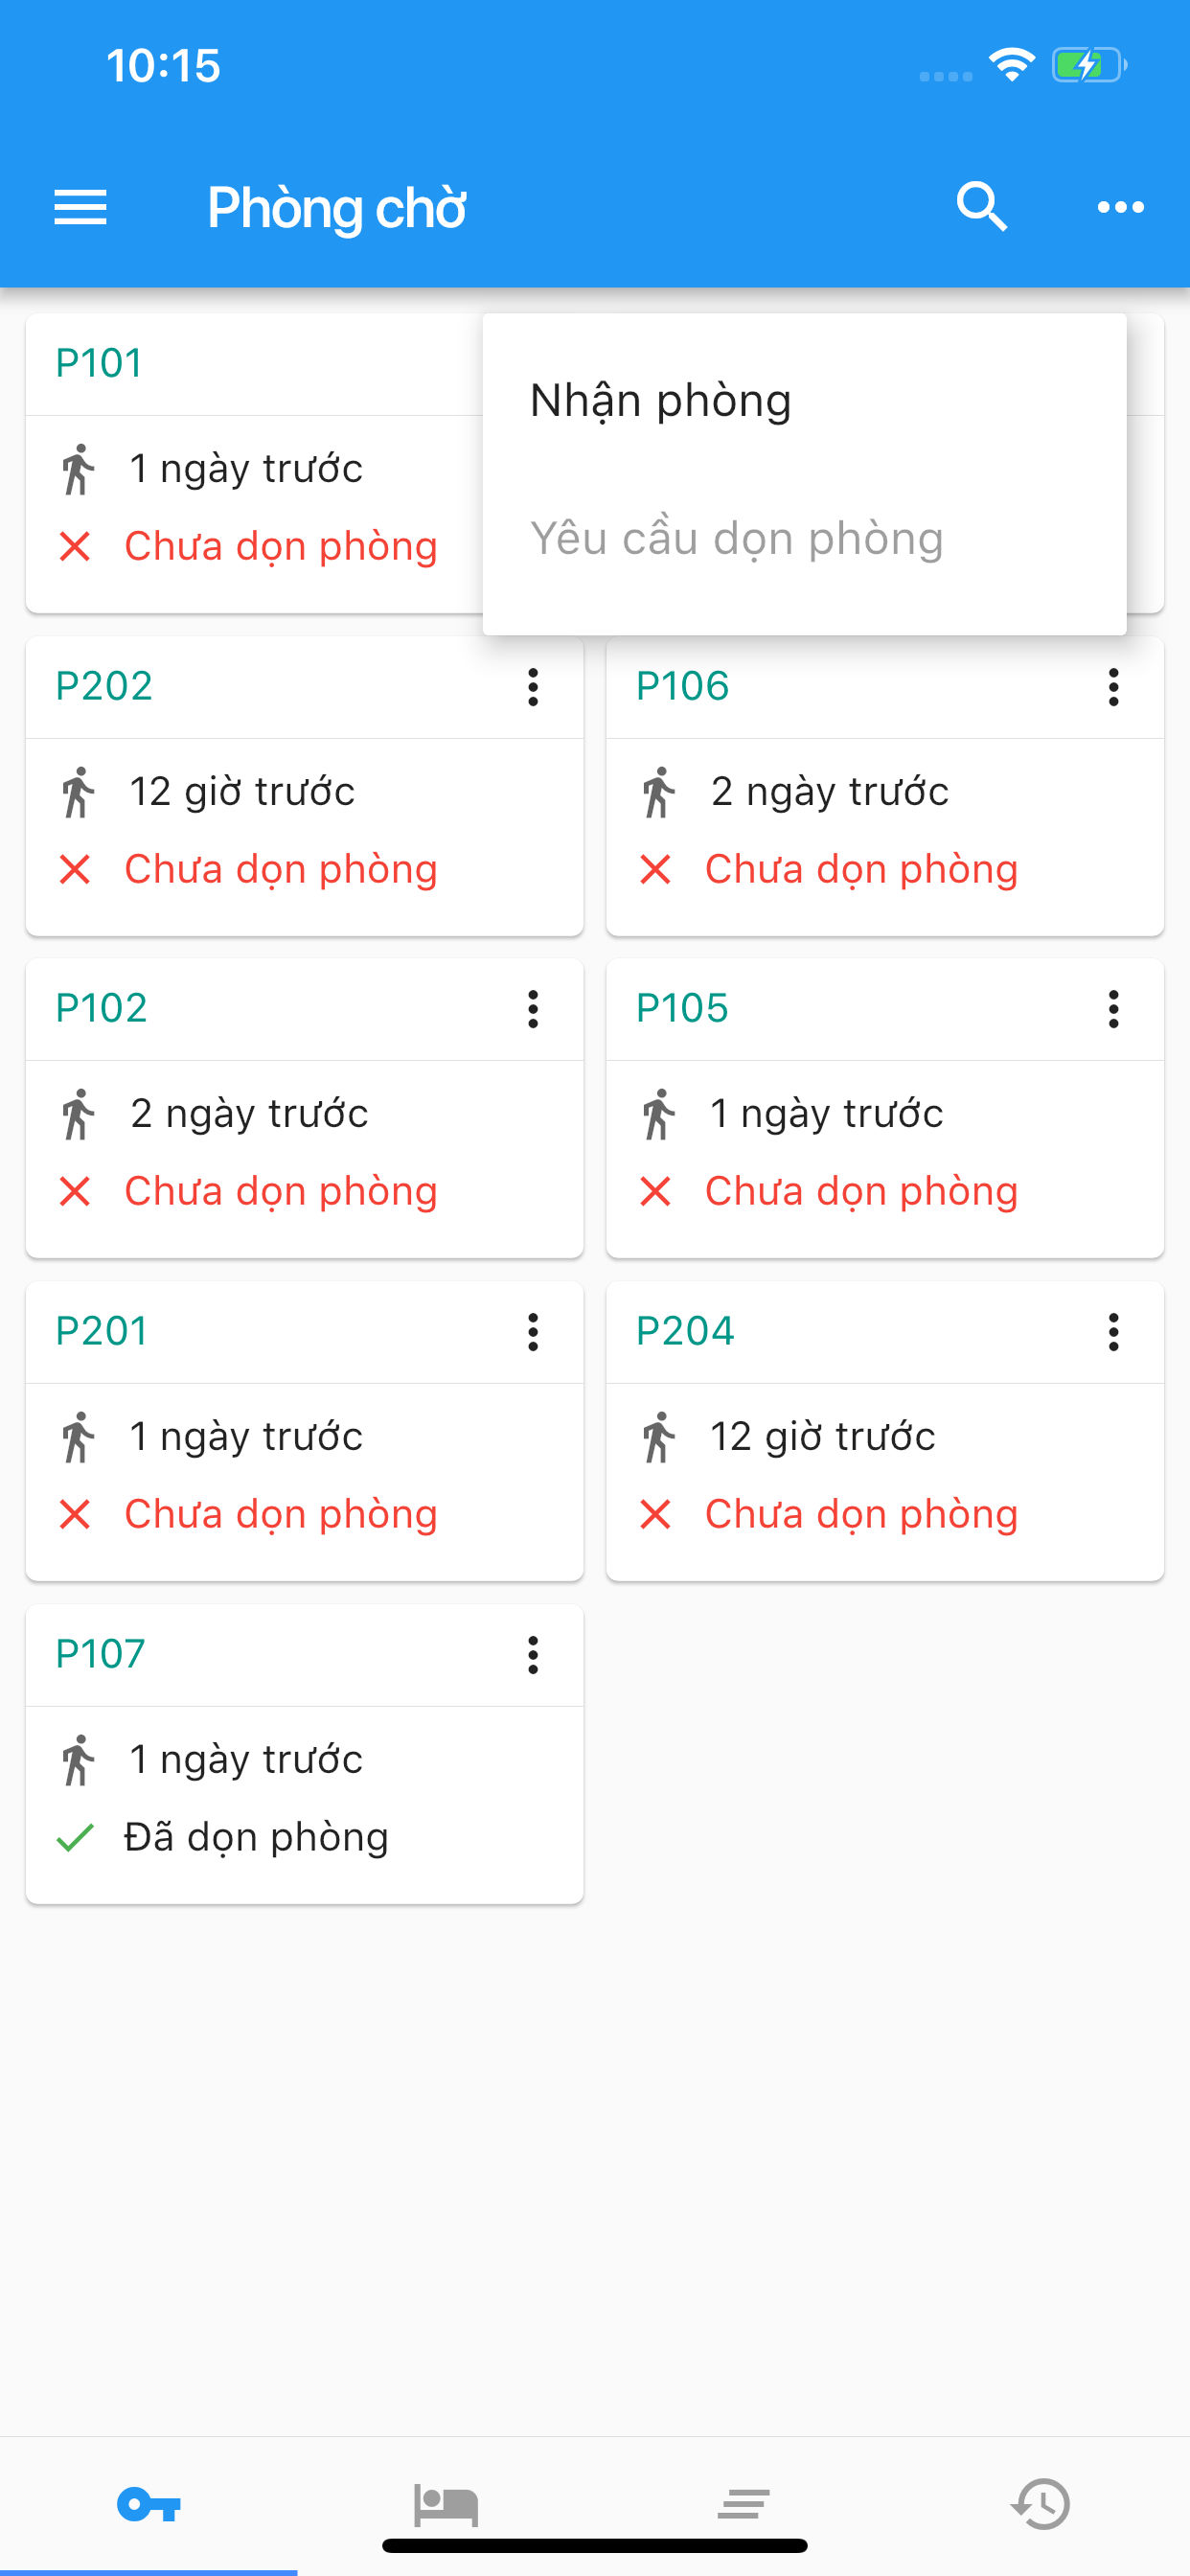 10:15
Phòng chờ
P101
1 ngày trước
Chưa dọn phòng
Nhận phòng
Yêu cầu dọn phòng
P202
12 giờ trước
Chưa dọn phòng
P106
2 ngày trước
Chưa dọn phòng
P102
2 ngày trước
Chưa dọn phòng
P105
1 ngày trước
Chưa dọn phòng
P201
1 ngày trước
Chưa dọn phòng
P204
12 giờ trước
Chưa dọn phòng
P107
1 ngày trước
Đã dọn phòng